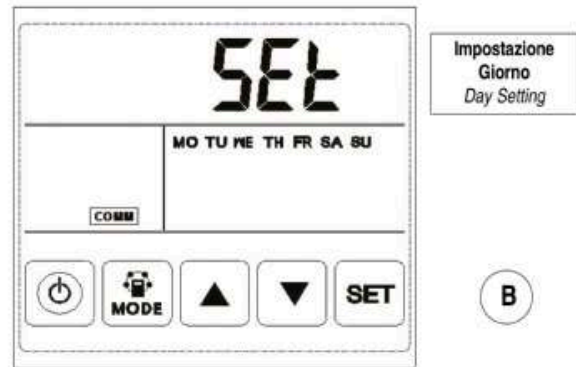 SEt
Impostazione
Giorno
Day Setting
MO TU WE TH FR SA SU
COMM
MODE
SET
B